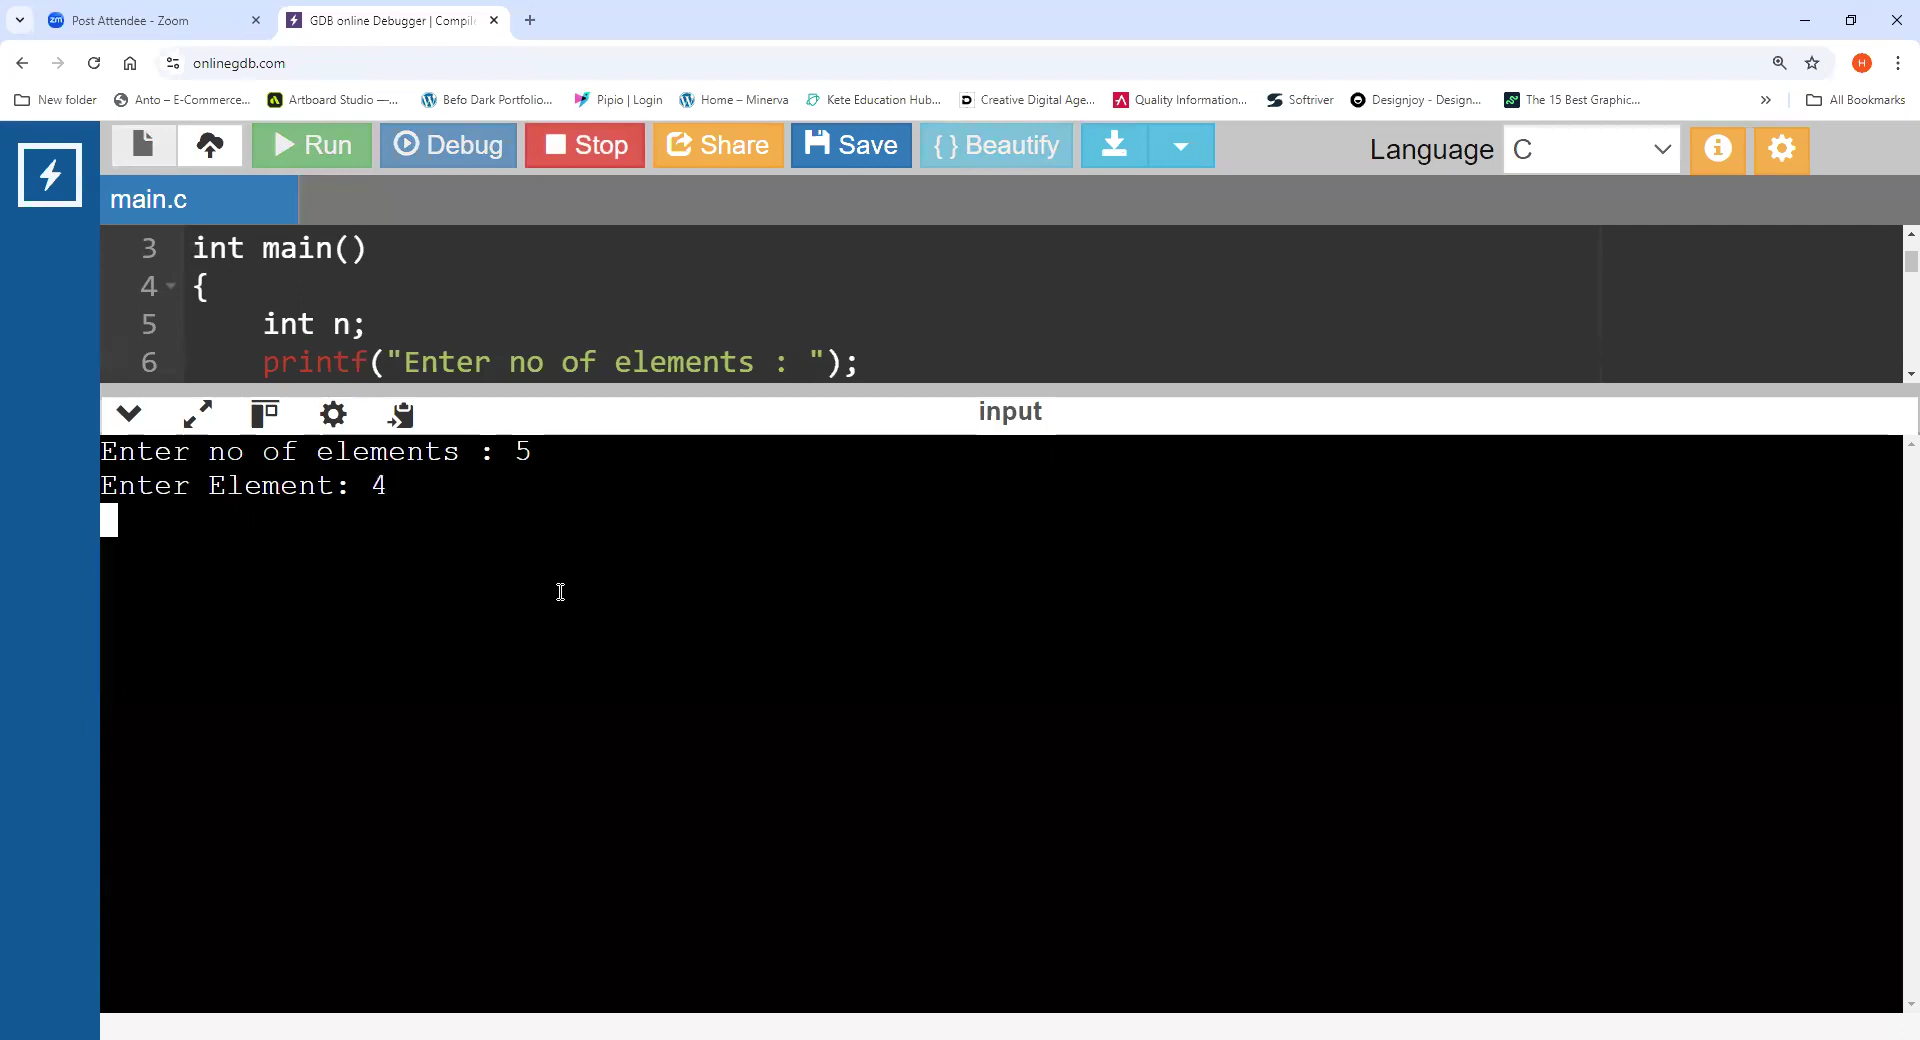 Post Attendee - Zoom
GDB online Debugger | Compil
onlinegdb.com
H
New folder
Anto – E-Commerce...
Artboard Studio —...
Befo Dark Portfolio...
Pipio | Login
Home – Minerva
Kete Education Hub...
Creative Digital Age...
Quality Information...
Softriver
Designjoy - Design...
The 15 Best Graphic...
All Bookmarks
Run
Debug
Stop
Share
Save
{ } Beautify
Language
C
main.c
3 int main()
4 {
5 int n;
6 printf("Enter no of elements : ");
input
Enter no of elements : 5
Enter Element: 4